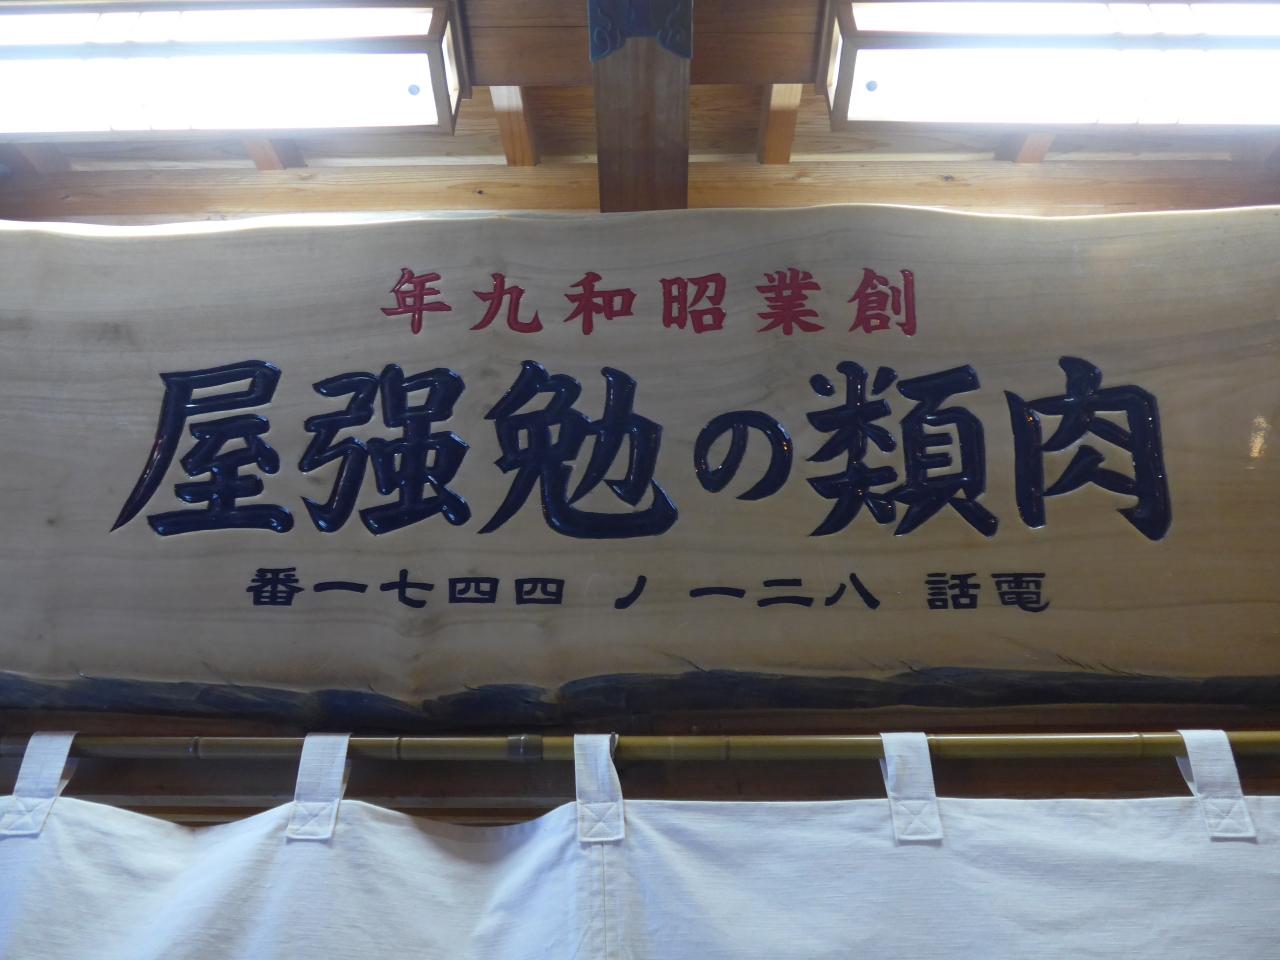 創業昭和九年
肉類の勉强屋
電話 八二一ノ四四七一番